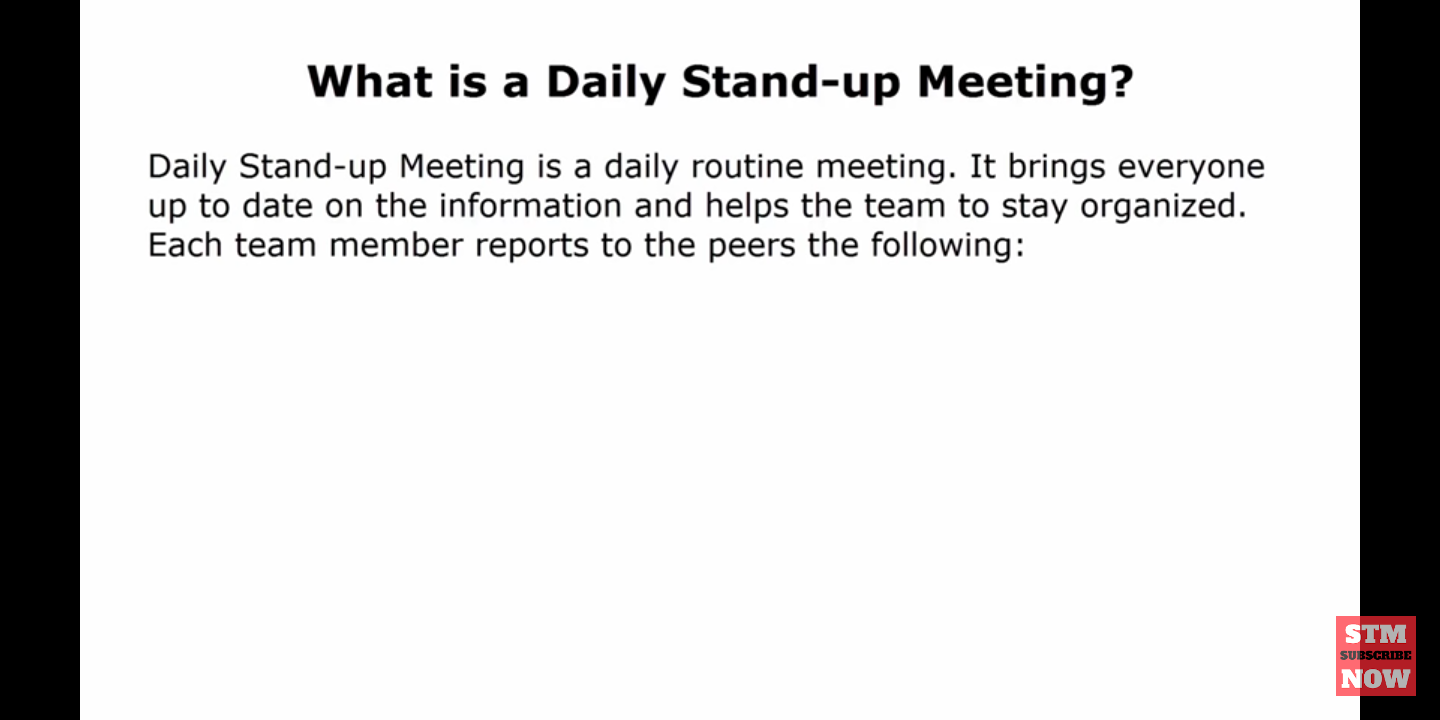 What is a Daily Stand-up Meeting?
Daily Stand-up Meeting is a daily routine meeting. It brings everyone
up to date on the information and helps the team to stay organized.
Each team member reports to the peers the following:
STM
SUBSCRIBE
NOW